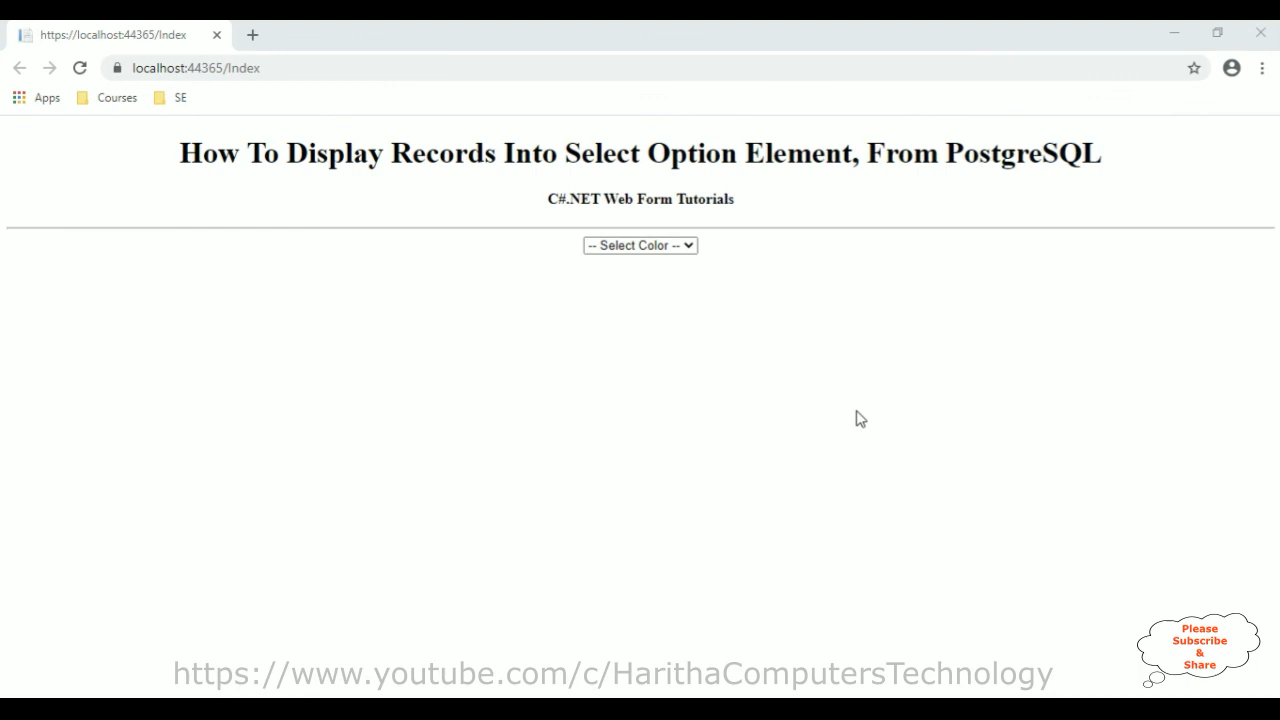 https://localhost:44365/Index
localhost:44365/Index
Apps Courses SE
How To Display Records Into Select Option Element, From PostgreSQL
C#.NET Web Form Tutorials
-- Select Color --
Please
Subscribe
&
Share
https://www.youtube.com/c/HarithaComputersTechnology